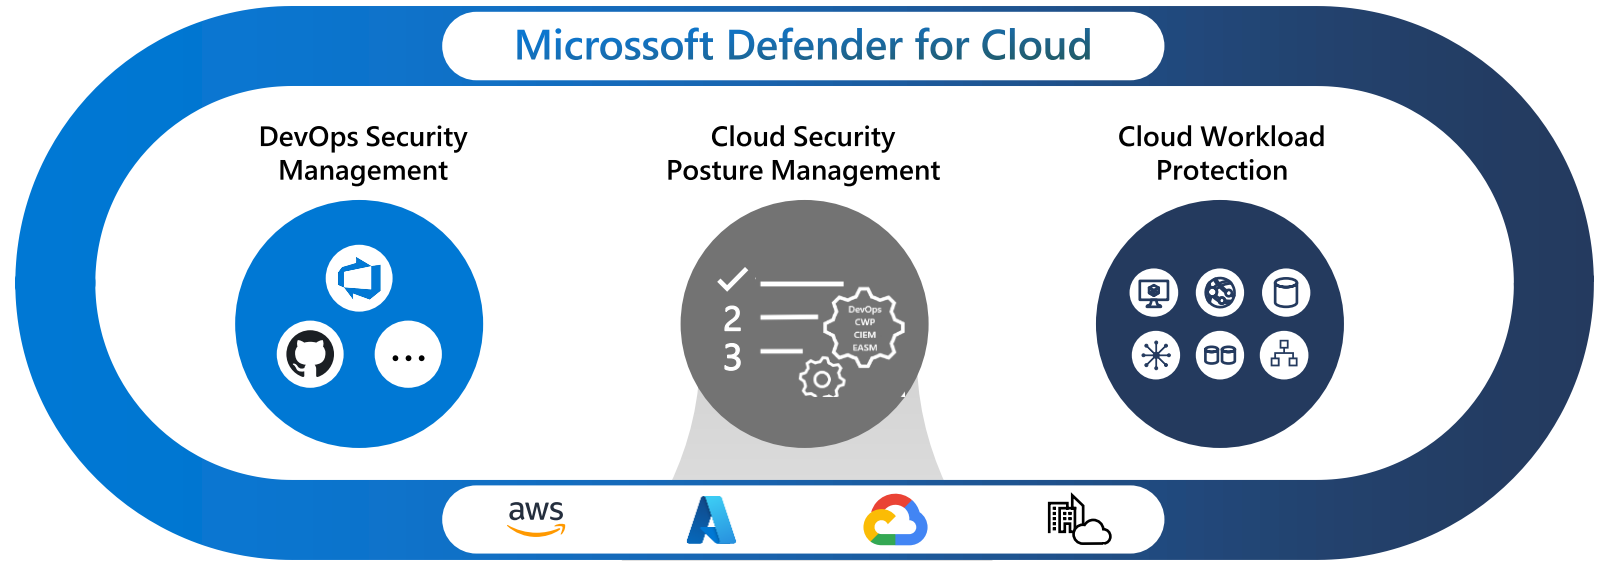 Microssoft Defender for Cloud
DevOps Security
Management
Cloud Security
Posture Management
Cloud Workload
Protection
2
3
DevOps
CWP
CIEM
EASM
aws